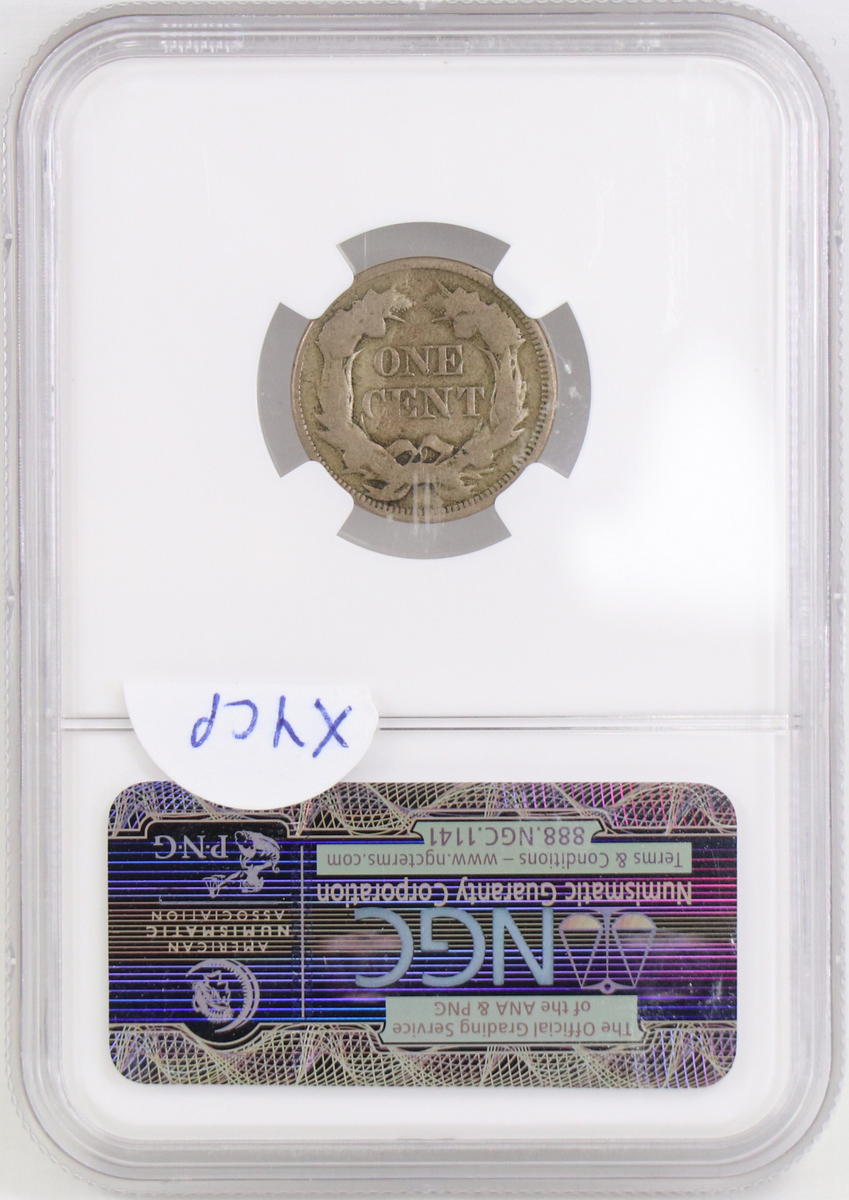 ONE
CENT
XYCP
The Official Grading Service
of the ANA & PNG
NGC
Numismatic Guaranty Corporation
Terms & Conditions – www.ngcterms.com
888.NGC.1141
AMERICAN
NUMISMATIC
ASSOCIATION
P·N·G